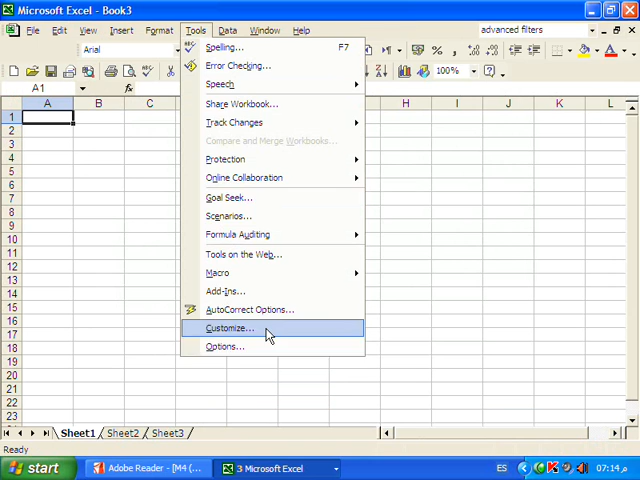 Microsoft Excel - Book3
File Edit View Insert Format Tools Data Window Help advanced filters
Arial
100%
A1 fx
A B C H I J K L
1
2
3
4
5
6
7
8
9
10
11
12
13
14
15
16
17
18
19
20
21
22
23
Spelling... F7
Error Checking...
Speech
Share Workbook...
Track Changes
Compare and Merge Workbooks...
Protection
Online Collaboration
Goal Seek...
Scenarios...
Formula Auditing
Tools on the Web...
Macro
Add-Ins...
AutoCorrect Options...
Customize...
Options...
Sheet1 Sheet2 Sheet3
Ready
start Adobe Reader - [M4 (... 3 Microsoft Excel ES 07:14 م